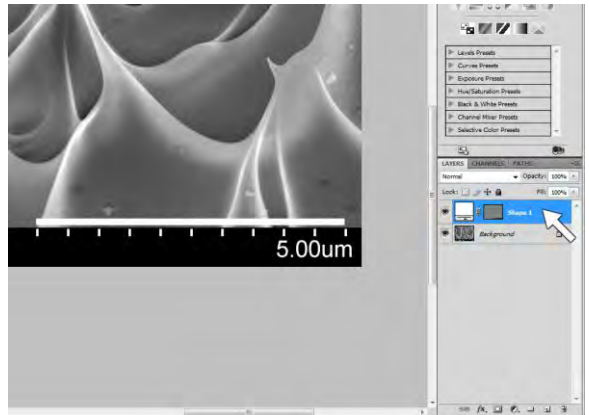 Levels Presets
Curves Presets
Exposure Presets
Hue/Saturation Presets
Black & White Presets
Channel Mixer Presets
Selective Color Presets
LAYERS CHANNELS PATHS
Normal Opacity: 100%
Lock: Fill: 100%
Shape 1
Background
5.00um
fx.